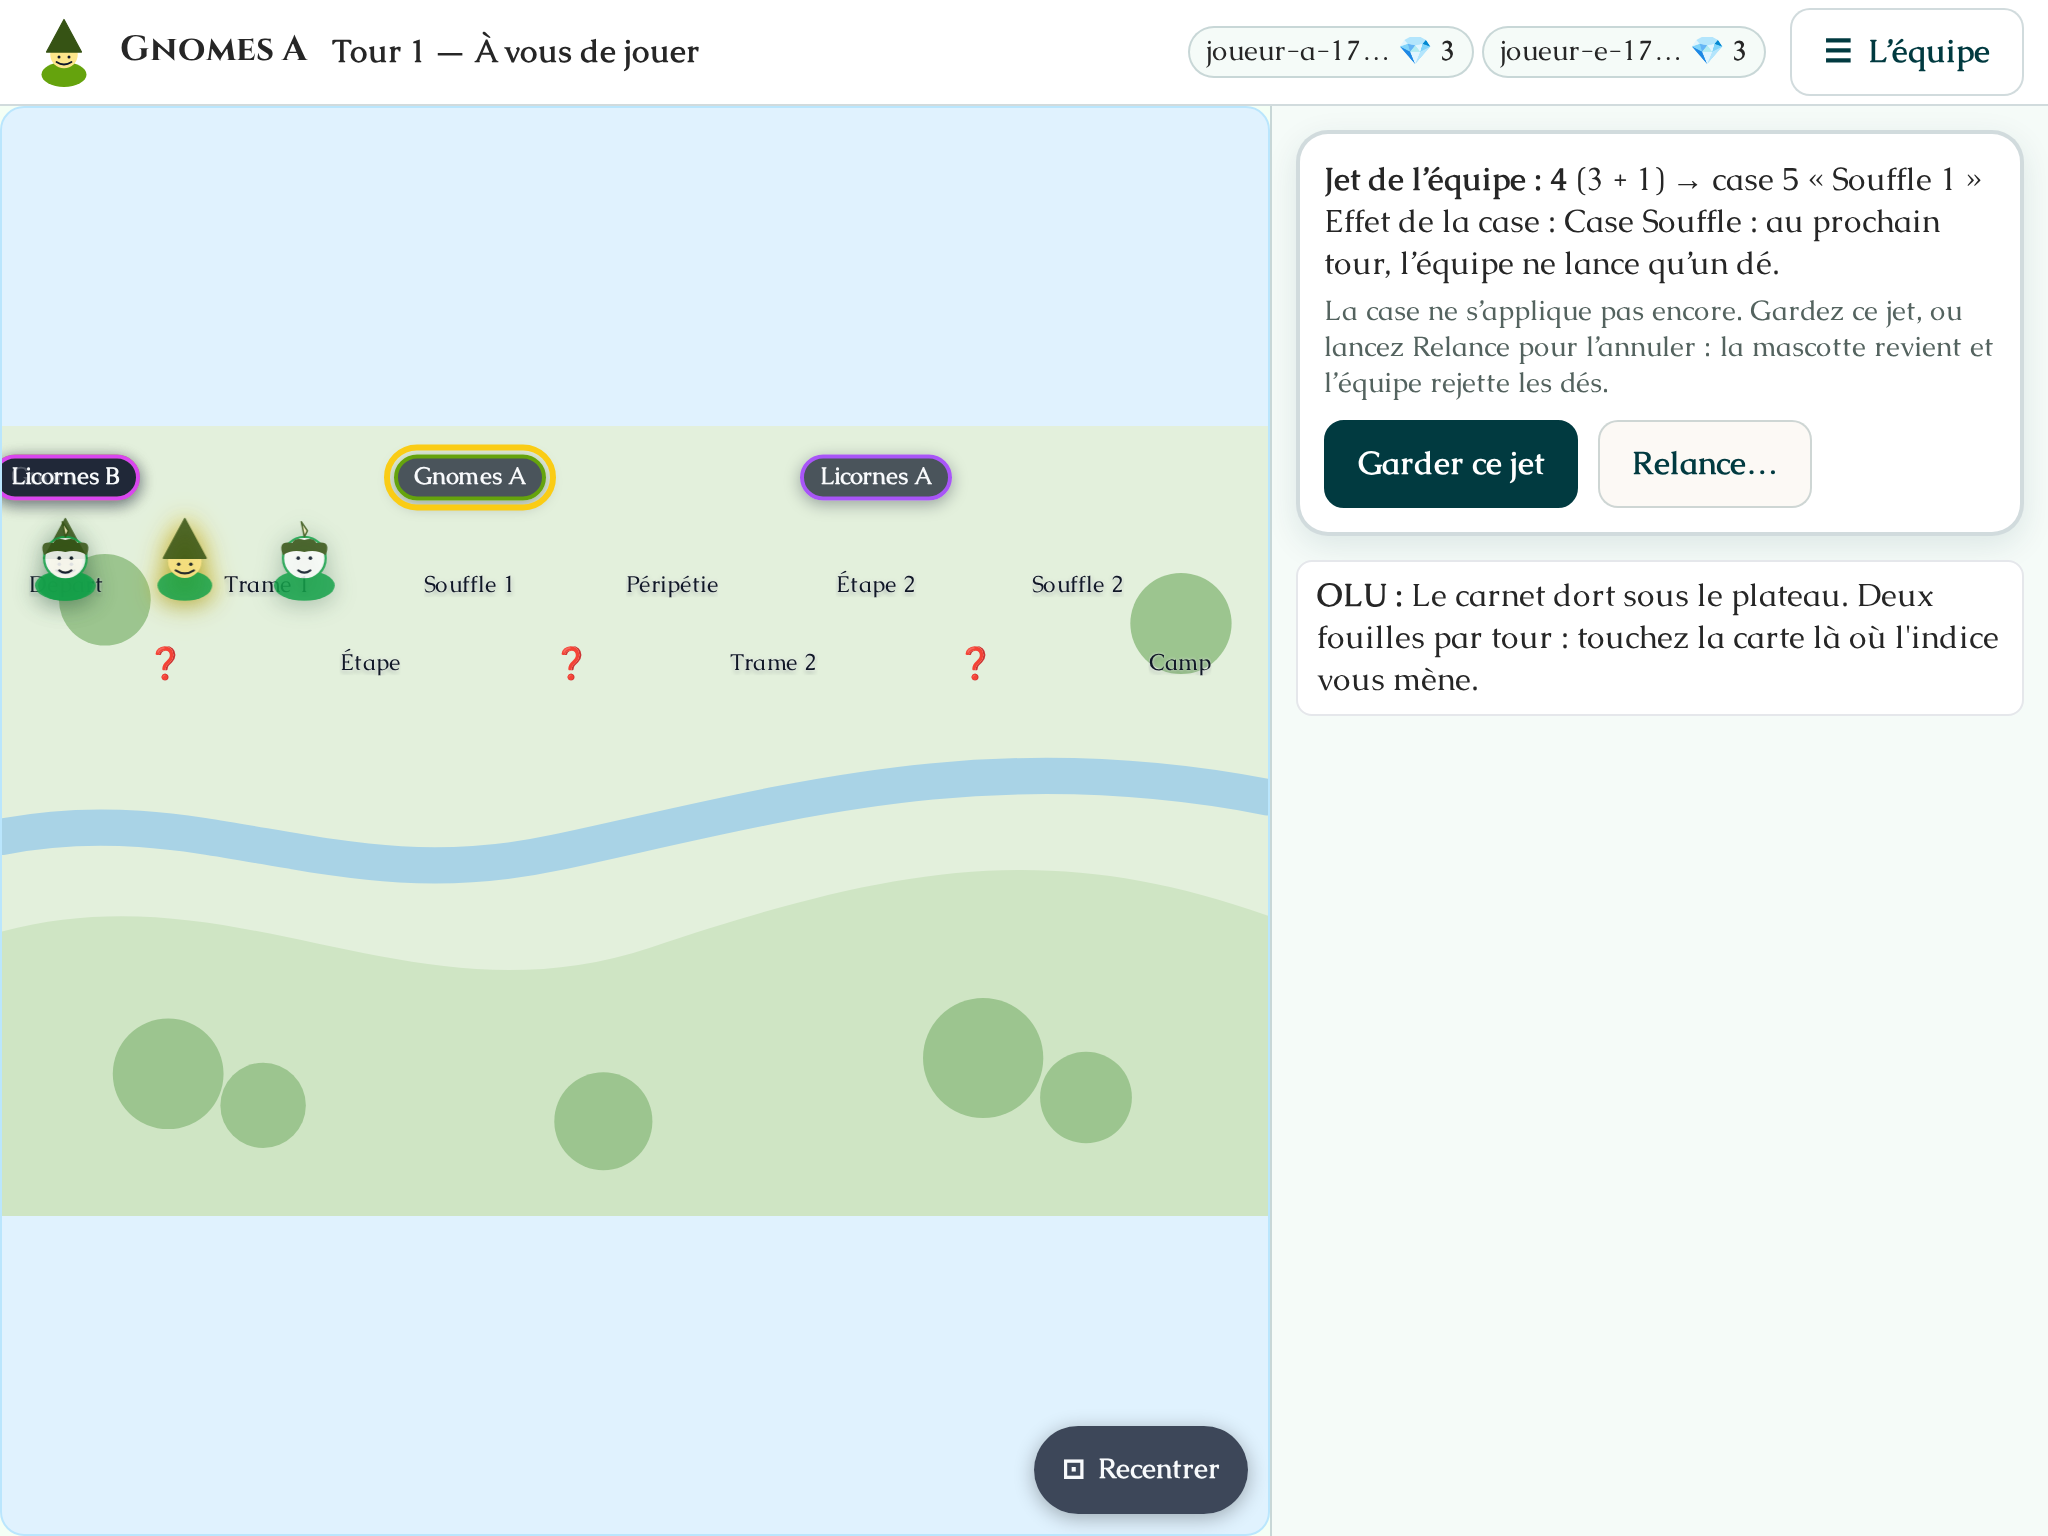 Gnomes A Tour 1 — À vous de jouer
joueur-a-17… 💎 3
joueur-e-17… 💎 3
☰ L’équipe
Licornes B
Gnomes A
Licornes A
Trame 1
Souffle 1
Péripétie
Étape 2
Souffle 2
❓
Étape
❓
Trame 2
❓
Camp
⊡ Recentrer
Jet de l’équipe : 4 (3 + 1) → case 5 « Souffle 1 »
Effet de la case : Case Souffle : au prochain
tour, l’équipe ne lance qu’un dé.
La case ne s’applique pas encore. Gardez ce jet, ou
lancez Relance pour l’annuler : la mascotte revient et
l’équipe rejette les dés.
Garder ce jet
Relance…
OLU : Le carnet dort sous le plateau. Deux
fouilles par tour : touchez la carte là où l'indice
vous mène.